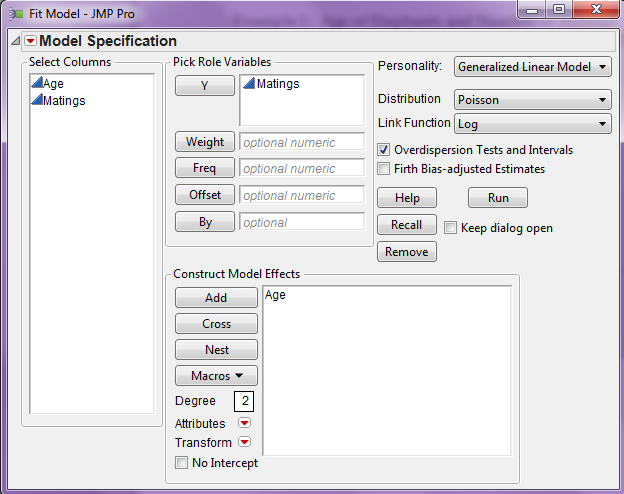 Fit Model - JMP Pro
Model Specification
Select Columns
Age
Matings
Pick Role Variables
Y
Matings
Weight
optional numeric
Freq
optional numeric
Offset
optional numeric
By
optional
Personality:
Generalized Linear Model
Distribution
Poisson
Link Function
Log
Overdispersion Tests and Intervals
Firth Bias-adjusted Estimates
Help
Run
Recall
Keep dialog open
Remove
Construct Model Effects
Add
Age
Cross
Nest
Macros
Degree
2
Attributes
Transform
No Intercept